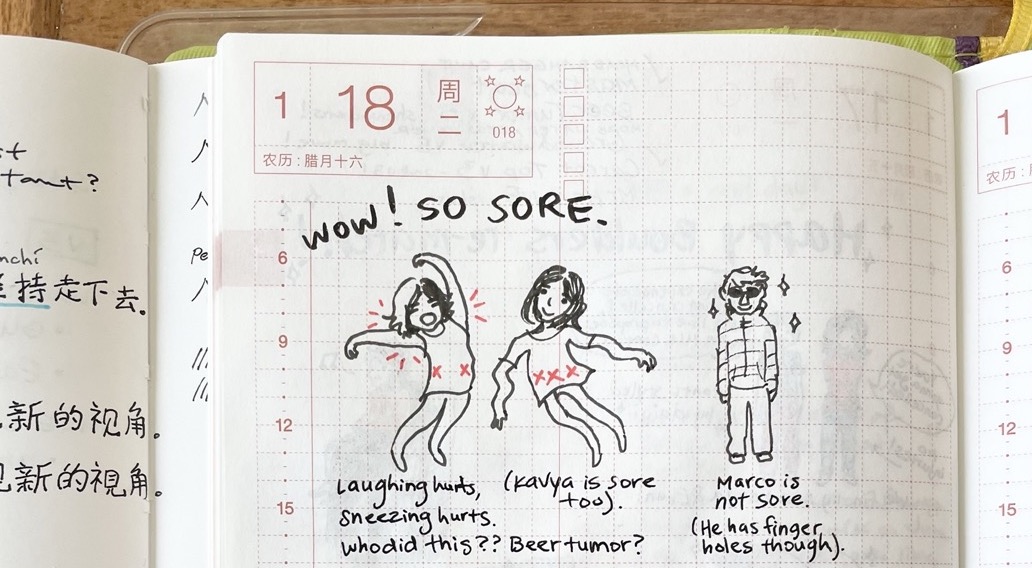 st
tant?
nchí
持走下去。
新的视角。
见新的视角。
pe
1 18 周二 018
农历:腊月十六
wow! SO SORE.
6
9
12
15
Laughing hurts,
sneezing hurts.
who did this?? Beer tumor?
(Kavya is sore
too).
Marco is
not sore.
(He has finger
holes though).
1
农历:
6
9
12
15